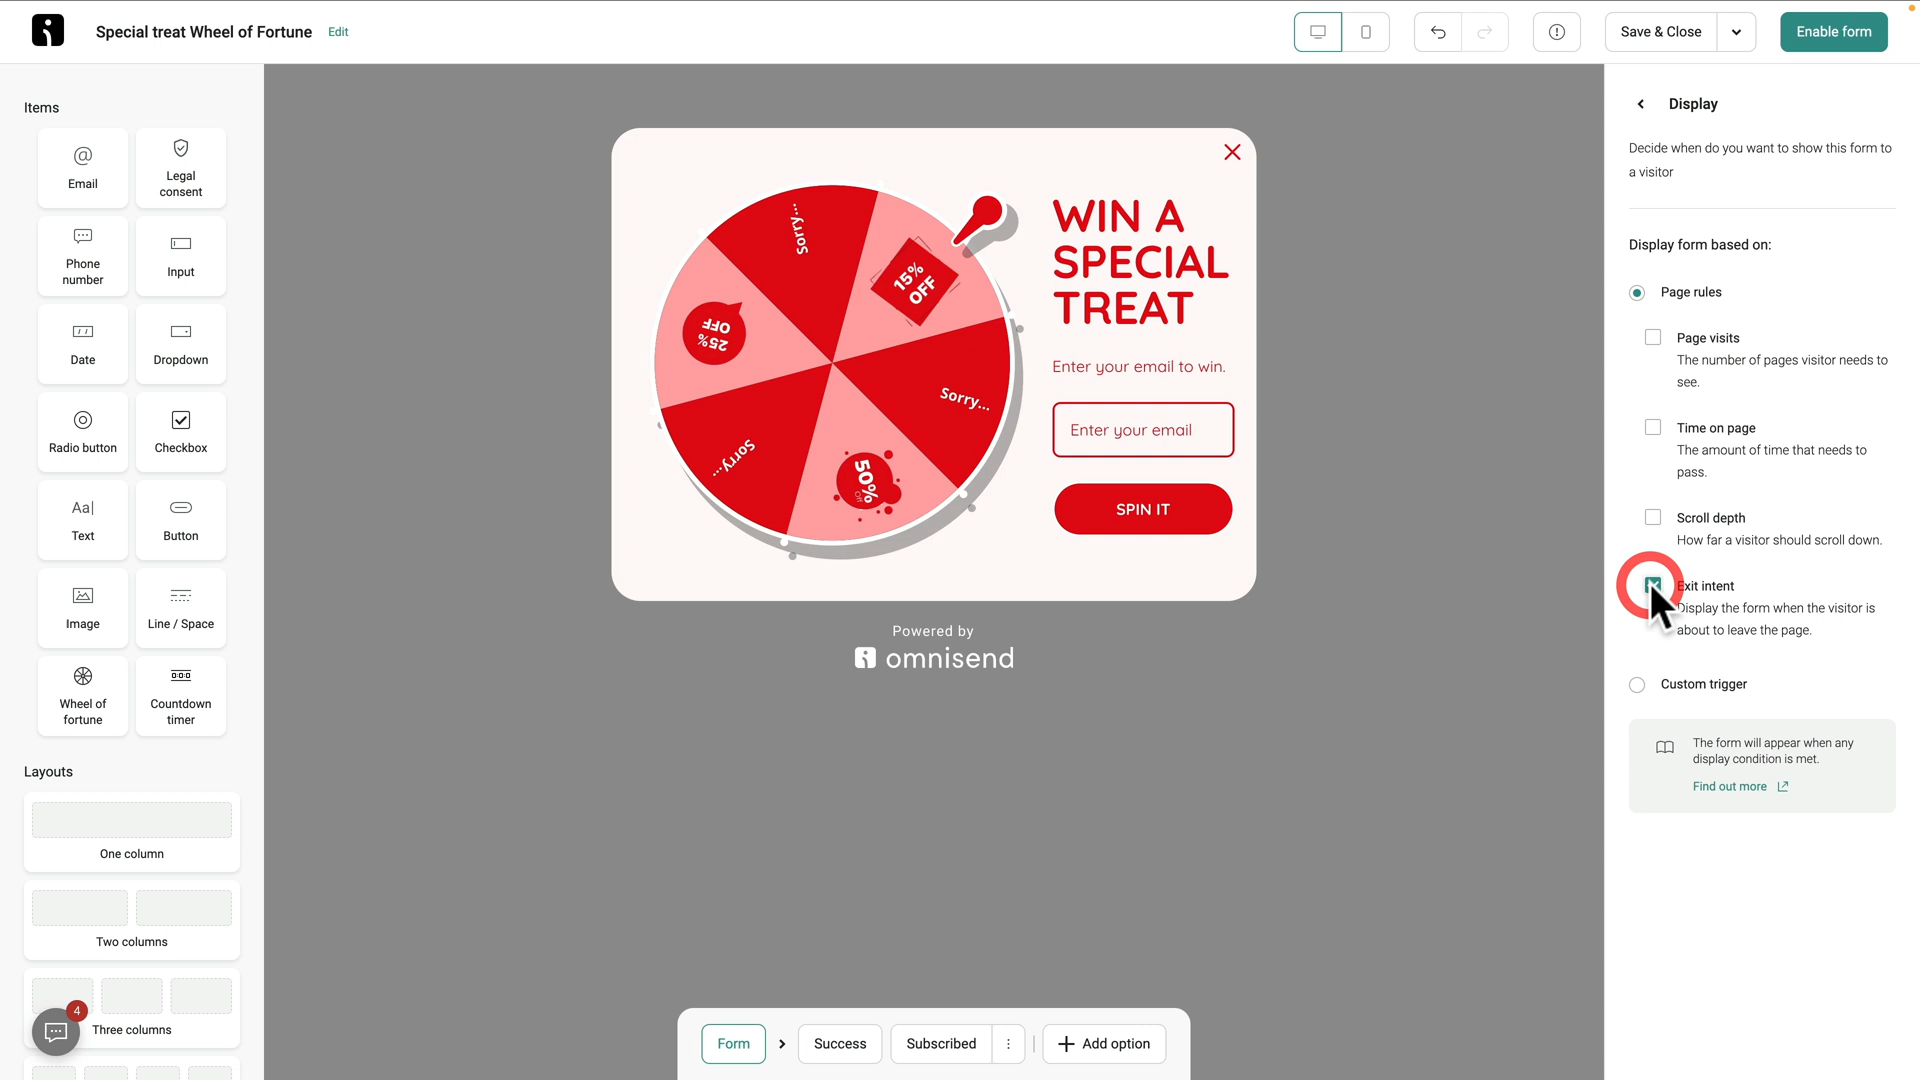 Special treat Wheel of Fortune Edit
Save & Close
Enable form
Items
Email
Legal
consent
Phone
number
Input
Date
Dropdown
Radio button
Checkbox
Aa|
Text
Button
Image
Line / Space
Wheel of
fortune
Countdown
timer
Layouts
One column
Two columns
Three columns
4
Sorry...
15%
OFF
25%
OFF
Sorry...
Sorry...
50%
Off
WIN A
SPECIAL
TREAT
Enter your email to win.
Enter your email
SPIN IT
Powered by
omnisend
Form
Success
Subscribed
Add option
Display
Decide when do you want to show this form to
a visitor
Display form based on:
Page rules
Page visits
The number of pages visitor needs to
see.
Time on page
The amount of time that needs to
pass.
Scroll depth
How far a visitor should scroll down.
Exit intent
Display the form when the visitor is
about to leave the page.
Custom trigger
The form will appear when any
display condition is met.
Find out more